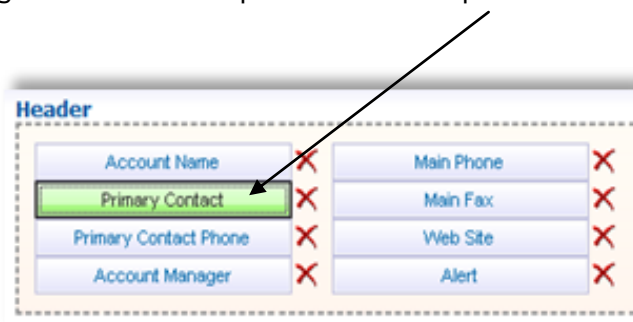 Header
Account Name Main Phone
Primary Contact Main Fax
Primary Contact Phone Web Site
Account Manager Alert